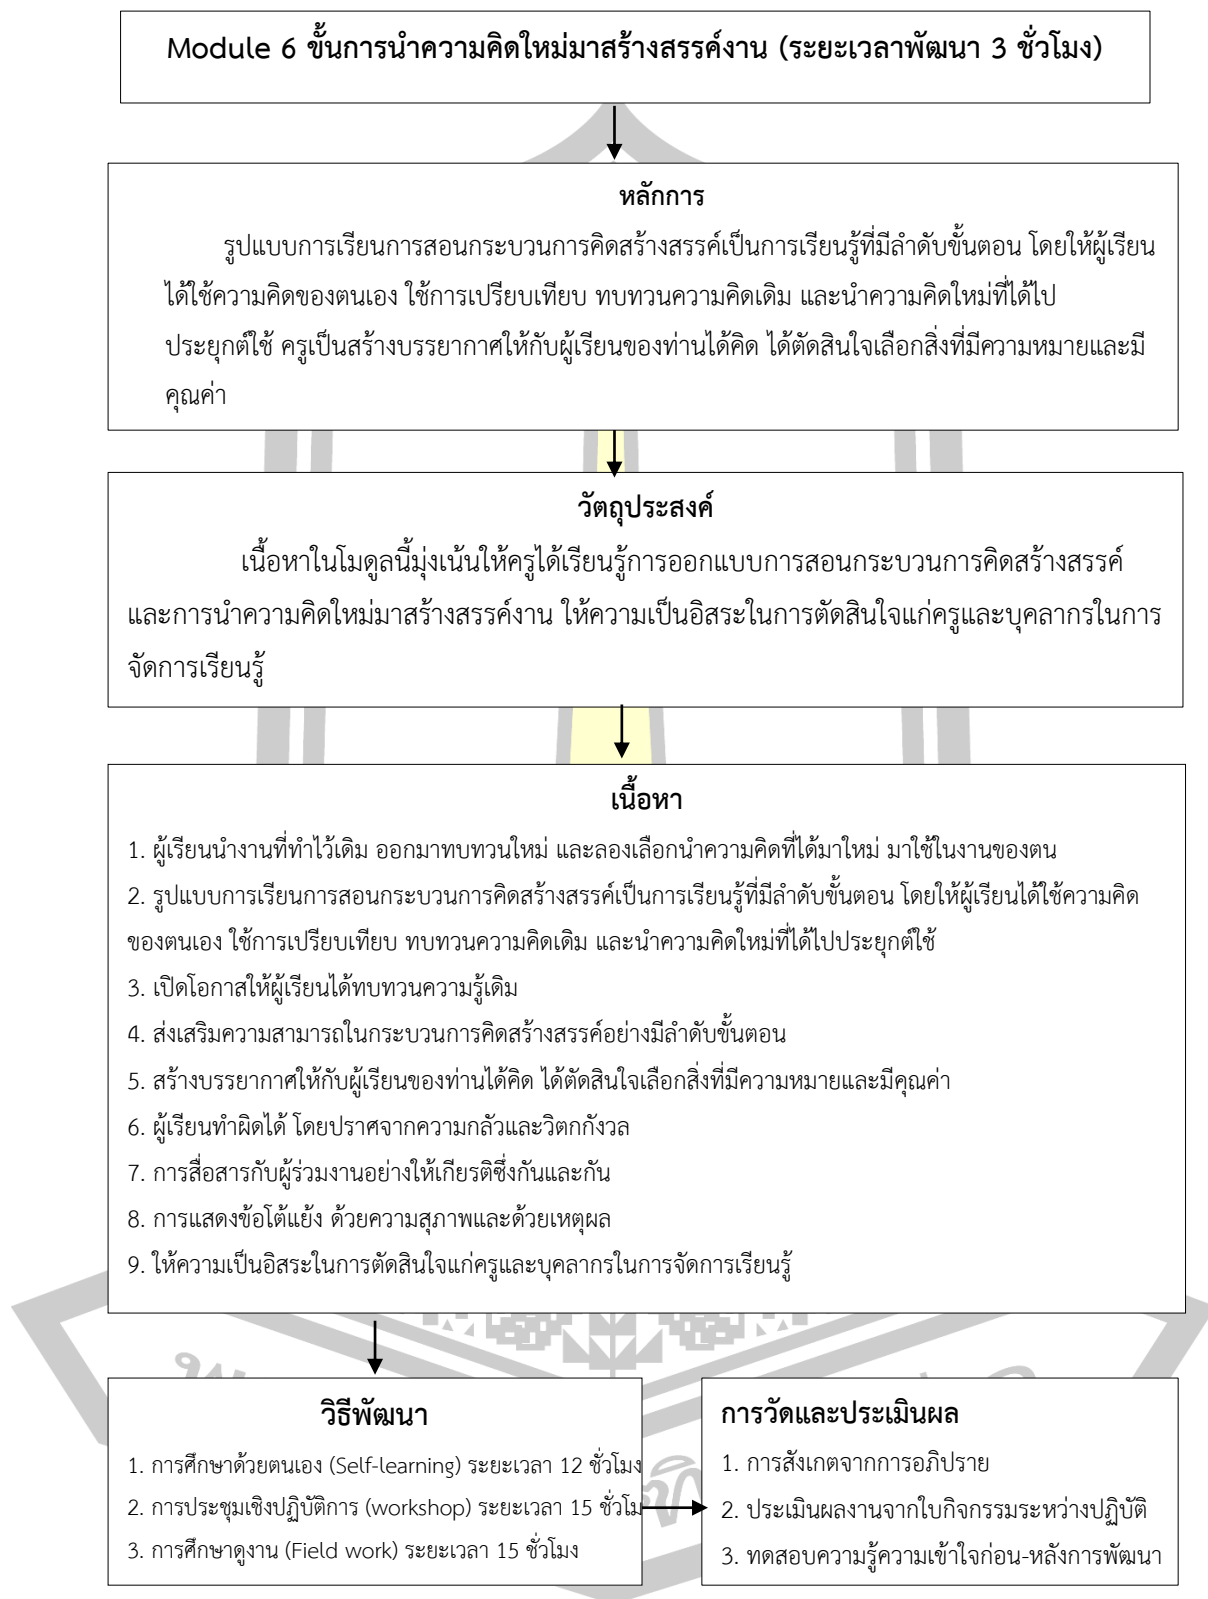 Module 6 ขั้นการนำความคิดใหม่มาสร้างสรรค์งาน (ระยะเวลาพัฒนา 3 ชั่วโมง)
หลักการ
รูปแบบการเรียนการสอนกระบวนการคิดสร้างสรรค์เป็นการเรียนรู้ที่มีลำดับขั้นตอน โดยให้ผู้เรียน
ได้ใช้ความคิดของตนเอง ใช้การเปรียบเทียบ ทบทวนความคิดเดิม และนำความคิดใหม่ที่ได้ไป
ประยุกต์ใช้ ครูเป็นสร้างบรรยากาศให้กับผู้เรียนของท่านได้คิด ได้ตัดสินใจเลือกสิ่งที่มีความหมายและมี
คุณค่า
วัตถุประสงค์
เนื้อหาในโมดูลนี้มุ่งเน้นให้ครูได้เรียนรู้การออกแบบการสอนกระบวนการคิดสร้างสรรค์
และการนำความคิดใหม่มาสร้างสรรค์งาน ให้ความเป็นอิสระในการตัดสินใจแก่ครูและบุคลากรในการ
จัดการเรียนรู้
เนื้อหา
1. ผู้เรียนนำงานที่ทำไว้เดิม ออกมาทบทวนใหม่ และลองเลือกนำความคิดที่ได้มาใหม่ มาใช้ในงานของตน
2. รูปแบบการเรียนการสอนกระบวนการคิดสร้างสรรค์เป็นการเรียนรู้ที่มีลำดับขั้นตอน โดยให้ผู้เรียนได้ใช้ความคิด
ของตนเอง ใช้การเปรียบเทียบ ทบทวนความคิดเดิม และนำความคิดใหม่ที่ได้ไปประยุกต์ใช้
3. เปิดโอกาสให้ผู้เรียนได้ทบทวนความรู้เดิม
4. ส่งเสริมความสามารถในกระบวนการคิดสร้างสรรค์อย่างมีลำดับขั้นตอน
5. สร้างบรรยากาศให้กับผู้เรียนของท่านได้คิด ได้ตัดสินใจเลือกสิ่งที่มีความหมายและมีคุณค่า
6. ผู้เรียนทำผิดได้ โดยปราศจากความกลัวและวิตกกังวล
7. การสื่อสารกับผู้ร่วมงานอย่างให้เกียรติซึ่งกันและกัน
8. การแสดงข้อโต้แย้ง ด้วยความสุภาพและด้วยเหตุผล
9. ให้ความเป็นอิสระในการตัดสินใจแก่ครูและบุคลากรในการจัดการเรียนรู้
วิธีพัฒนา
1. การศึกษาด้วยตนเอง (Self-learning) ระยะเวลา 12 ชั่วโมง
2. การประชุมเชิงปฏิบัติการ (workshop) ระยะเวลา 15 ชั่วโม
3. การศึกษาดูงาน (Field work) ระยะเวลา 15 ชั่วโมง
การวัดและประเมินผล
1. การสังเกตจากการอภิปราย
2. ประเมินผลงานจากใบกิจกรรมระหว่างปฏิบัติ
3. ทดสอบความรู้ความเข้าใจก่อน-หลังการพัฒนา